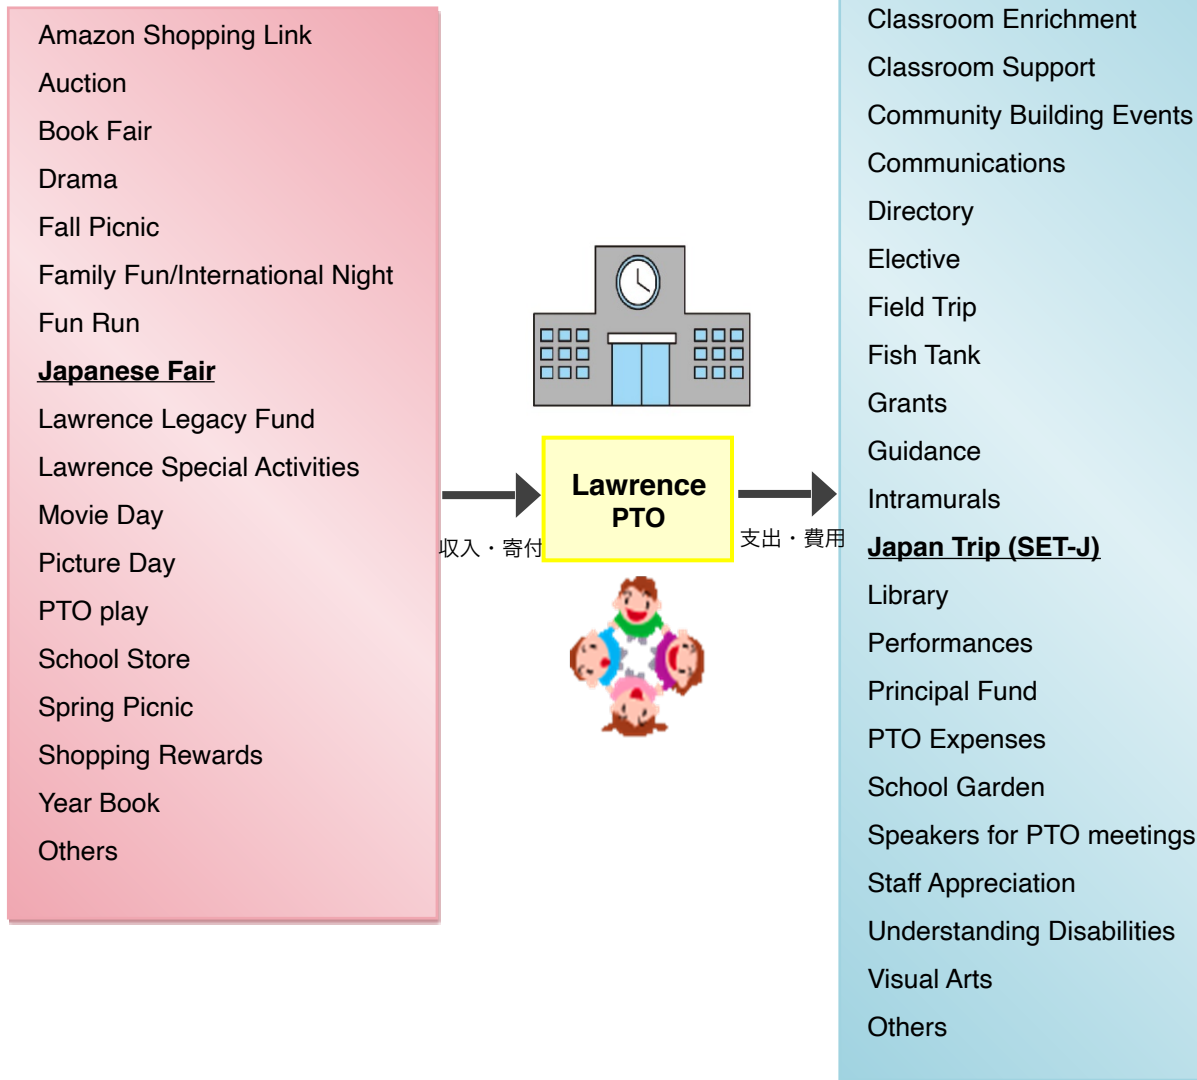 Amazon Shopping Link
Auction
Book Fair
Drama
Fall Picnic
Family Fun/International Night
Fun Run
Japanese Fair
Lawrence Legacy Fund
Lawrence Special Activities
Movie Day
Picture Day
PTO play
School Store
Spring Picnic
Shopping Rewards
Year Book
Others
収入・寄付
Lawrence
PTO
支出・費用
Classroom Enrichment
Classroom Support
Community Building Events
Communications
Directory
Elective
Field Trip
Fish Tank
Grants
Guidance
Intramurals
Japan Trip (SET-J)
Library
Performances
Principal Fund
PTO Expenses
School Garden
Speakers for PTO meetings
Staff Appreciation
Understanding Disabilities
Visual Arts
Others